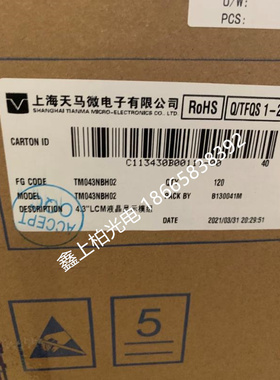 O/W:
PCS:
上海天马微电子有限公司
SHANGHAI TIANMA MICRO-ELECTRONICS CO.,LTD
RoHS
Q/TFQS 1-2
CARTON ID
40
FG CODE TM043NBH02 120
MODEL TM043NBH02 PACK BY B130041M
DESCRIPTION 4.3"LCM液晶显示模组 DATE 2021/03/31 20:29:51
ACCEPT
鑫上柏光电 18665858392
5